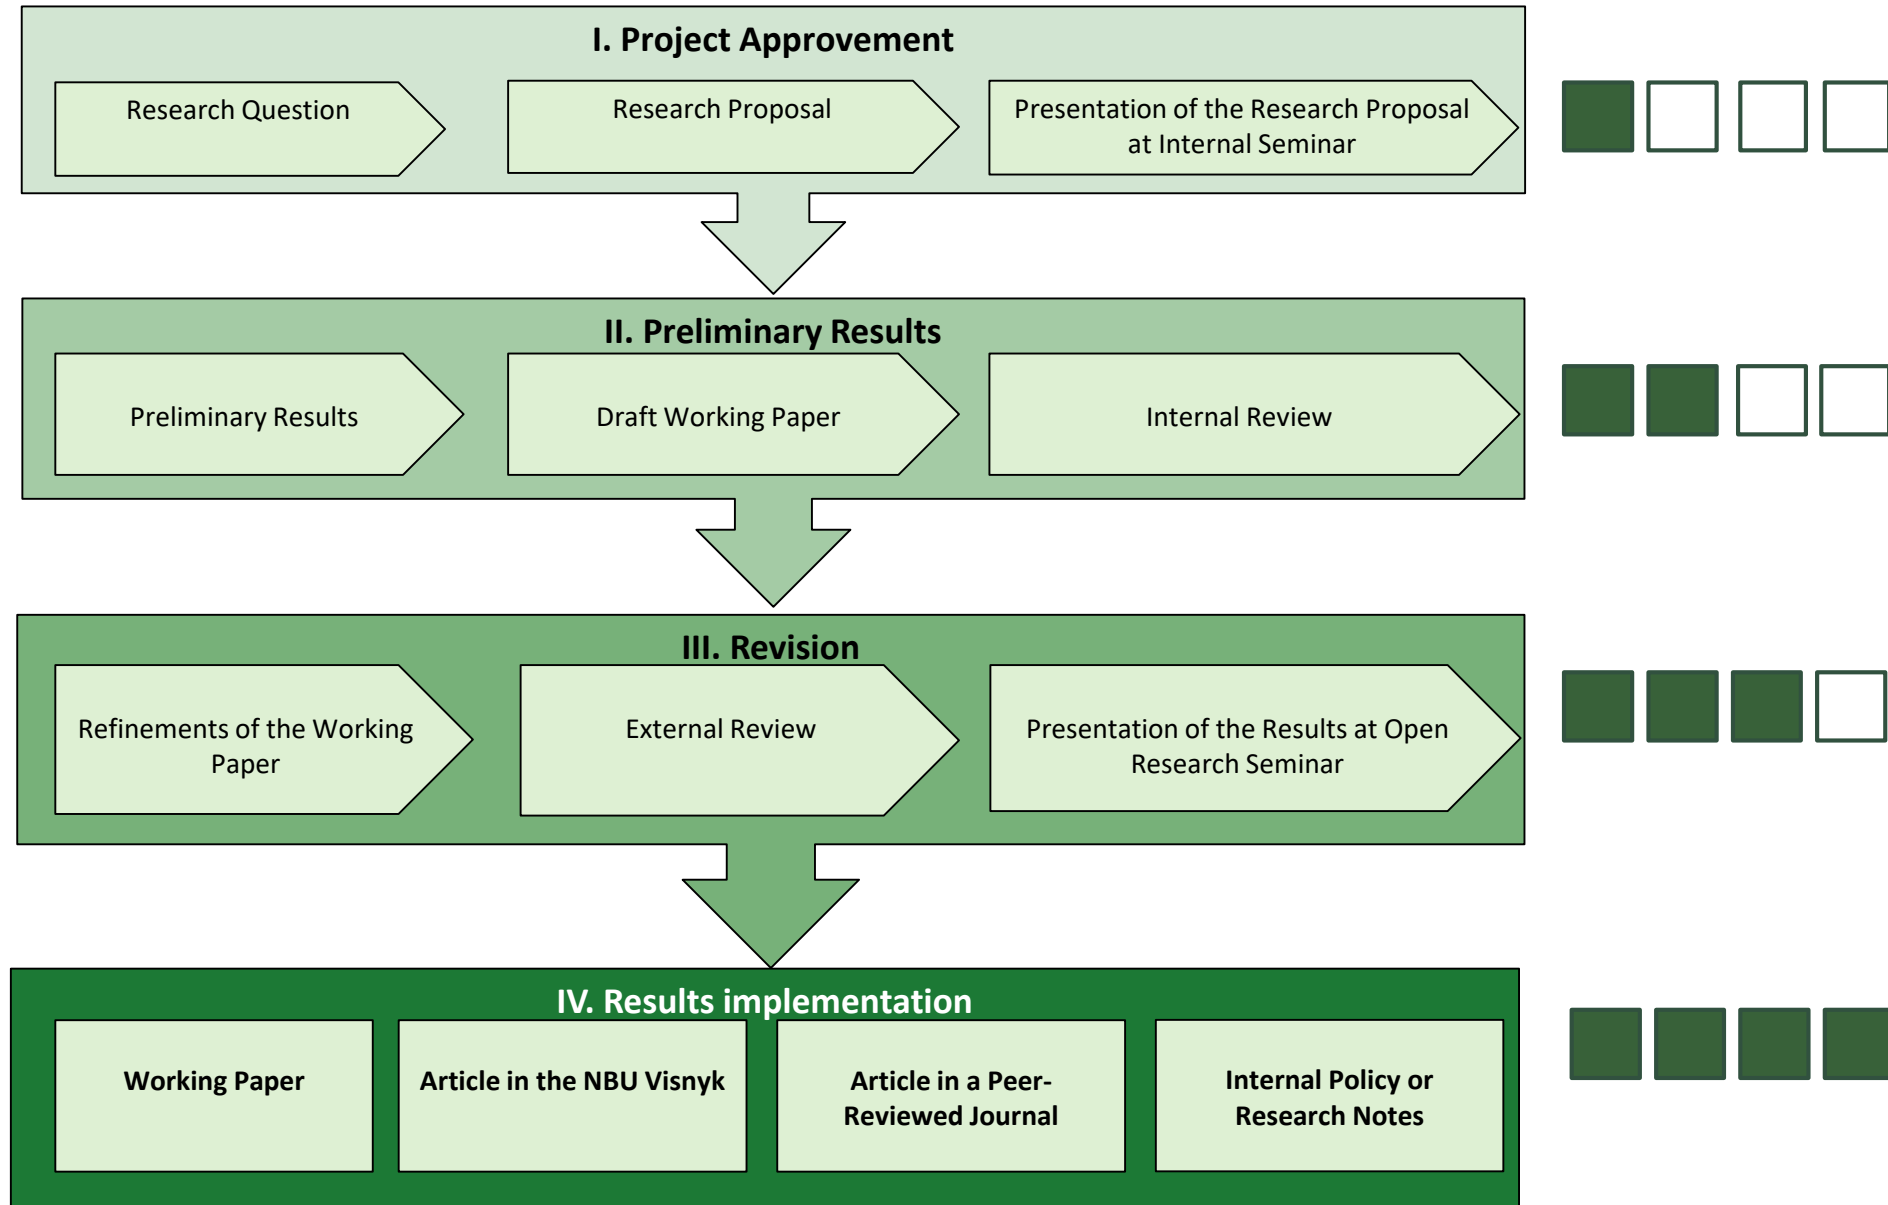 I. Project Approvement
Research Question
Research Proposal
Presentation of the Research Proposal
at Internal Seminar
II. Preliminary Results
Preliminary Results
Draft Working Paper
Internal Review
III. Revision
Refinements of the Working
Paper
External Review
Presentation of the Results at Open
Research Seminar
IV. Results implementation
Working Paper
Article in the NBU Visnyk
Article in a Peer-
Reviewed Journal
Internal Policy or
Research Notes